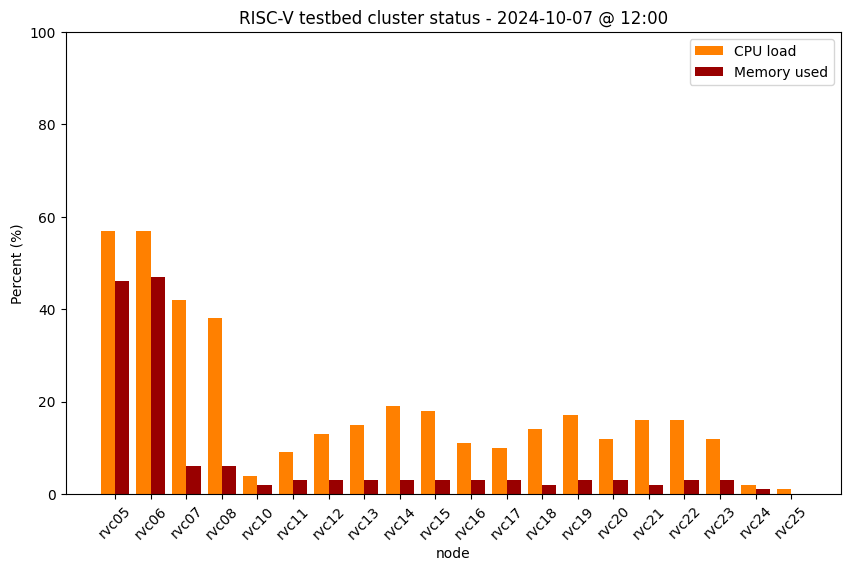 RISC-V testbed cluster status - 2024-10-07 @ 12:00
CPU load
Memory used
Percent (%)
100
80
60
40
20
0
rvc05 rvc06 rvc07 rvc08 rvc10 rvc11 rvc12 rvc13 rvc14 rvc15 rvc16 rvc17 rvc18 rvc19 rvc20 rvc21 rvc22 rvc23 rvc24 rvc25
node